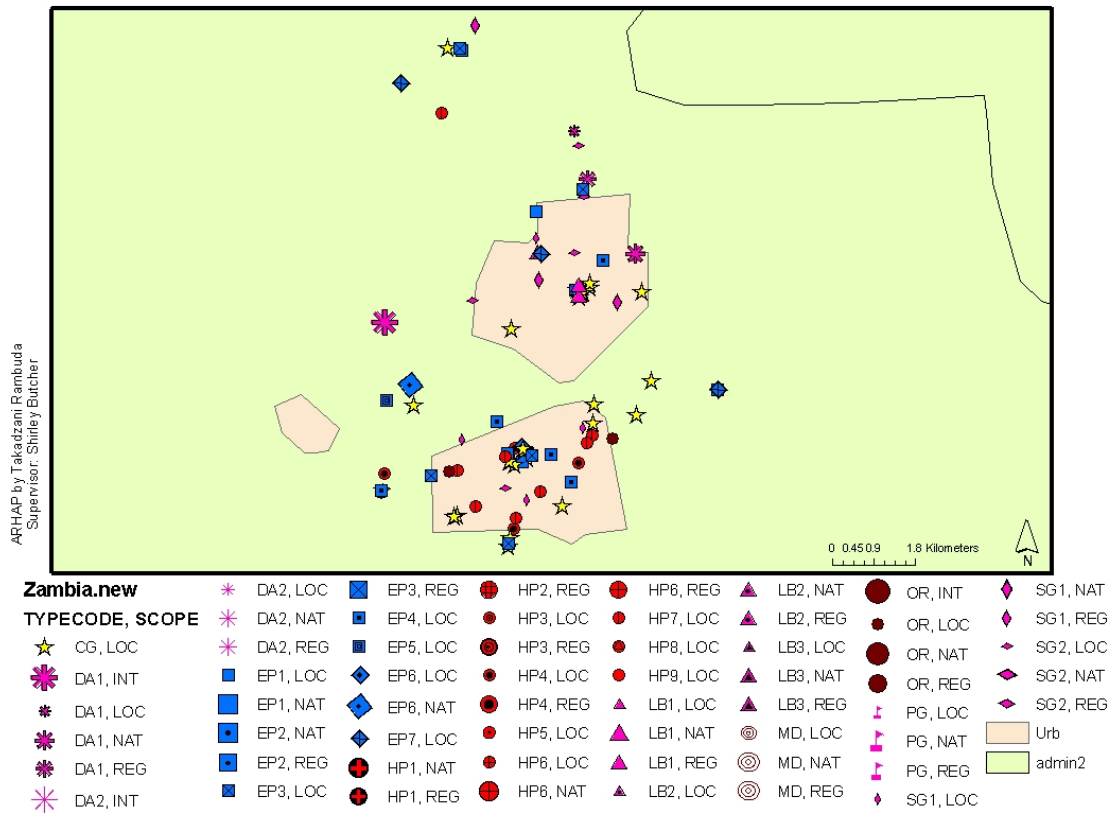 ARHAP by Takadzani Rambuda
Supervisor: Shirley Butcher
0 0.450.9 1.8 Kilometers
N
Zambia.new
TYPECODE, SCOPE
CG, LOC
DA1, INT
DA1, LOC
DA1, NAT
DA1, REG
DA2, INT
DA2, LOC
DA2, NAT
DA2, REG
EP1, LOC
EP1, NAT
EP2, NAT
EP2, REG
EP3, LOC
EP3, REG
EP4, LOC
EP5, LOC
EP6, LOC
EP6, NAT
EP7, LOC
HP1, NAT
HP1, REG
HP2, REG
HP3, LOC
HP3, REG
HP4, LOC
HP4, REG
HP5, LOC
HP6, LOC
HP6, NAT
HP6, REG
HP7, LOC
HP8, LOC
HP9, LOC
LB1, LOC
LB1, NAT
LB1, REG
LB2, LOC
LB2, NAT
LB2, REG
LB3, LOC
LB3, NAT
LB3, REG
MD, LOC
MD, NAT
MD, REG
OR, INT
OR, LOC
OR, NAT
OR, REG
PG, LOC
PG, NAT
PG, REG
SG1, LOC
SG1, NAT
SG1, REG
SG2, LOC
SG2, NAT
SG2, REG
Urb
admin2